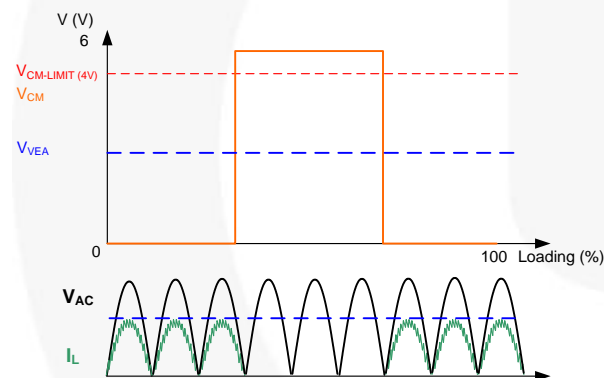 V (V)
6
VCM-LIMIT (4V)
VCM
VVEA
0
100 Loading (%)
VAC
IL